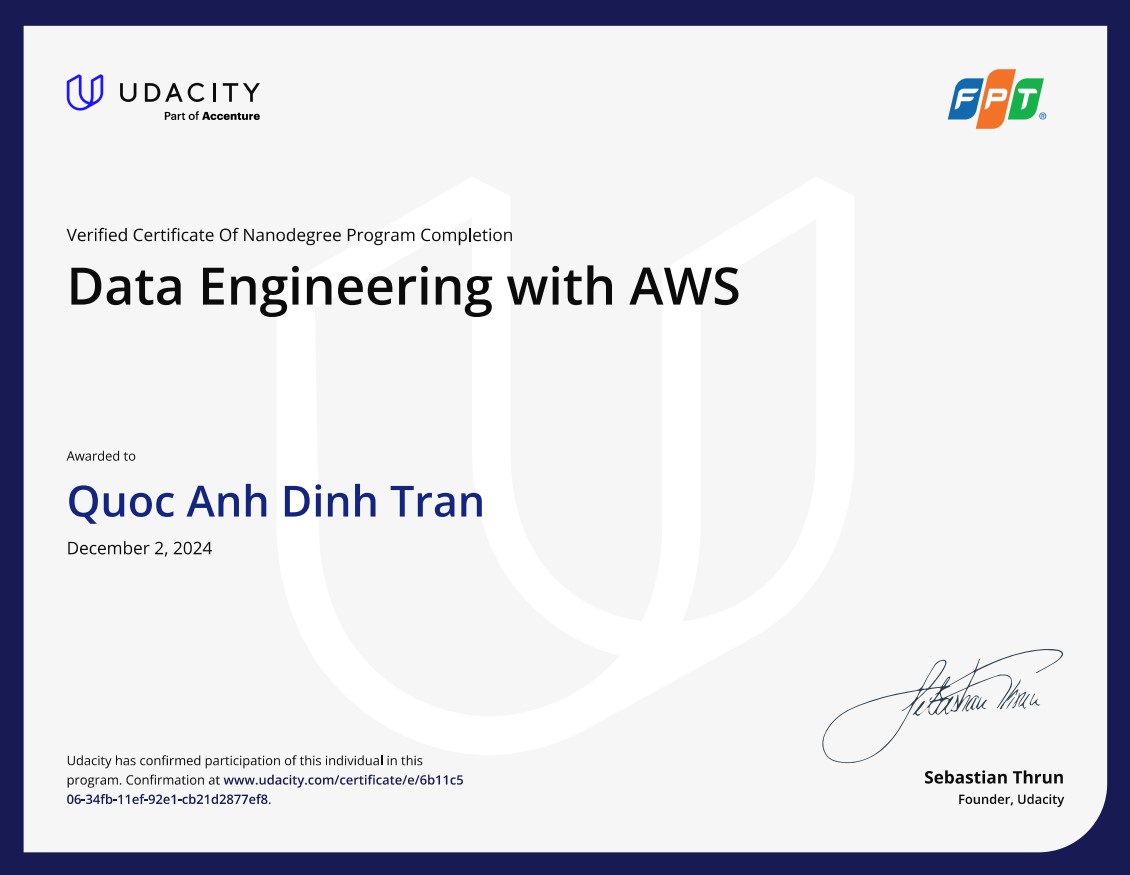 UDACITY
Part of Accenture
FPT®
Verified Certificate Of Nanodegree Program Completion
Data Engineering with AWS
Awarded to
Quoc Anh Dinh Tran
December 2, 2024
Sebastian Thrun
Udacity has confirmed participation of this individual in this
program. Confirmation at www.udacity.com/certificate/e/6b11c5
06-34fb-11ef-92e1-cb21d2877ef8.
Sebastian Thrun
Founder, Udacity